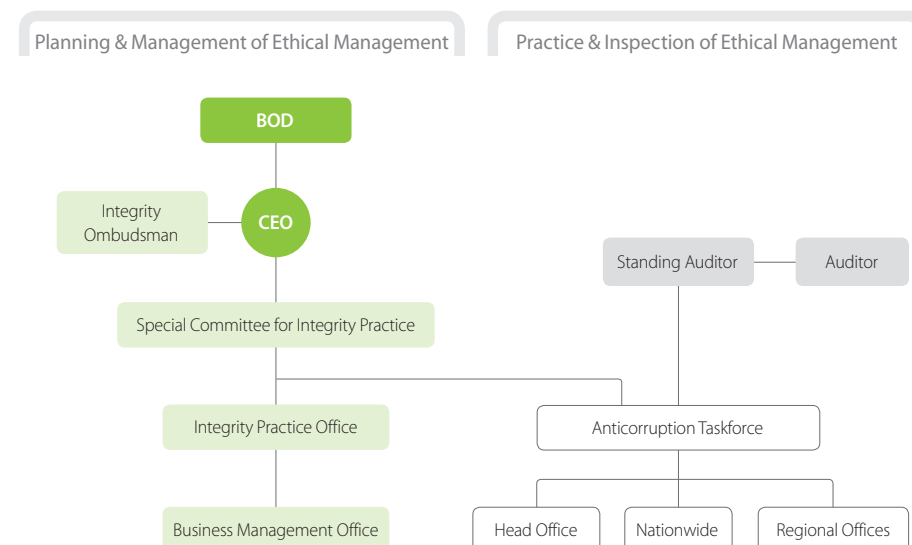 Planning & Management of Ethical Management
Practice & Inspection of Ethical Management
BOD
Integrity
Ombudsman
CEO
Standing Auditor
Auditor
Special Committee for Integrity Practice
Integrity Practice Office
Anticorruption Taskforce
Business Management Office
Head Office
Nationwide
Regional Offices